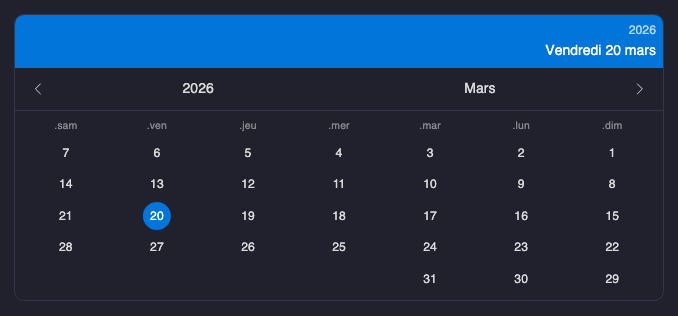 2026
Vendredi 20 mars
2026 Mars
.sam .ven .jeu .mer .mar .lun .dim
7 6 5 4 3 2 1
14 13 12 11 10 9 8
21 20 19 18 17 16 15
28 27 26 25 24 23 22
31 30 29